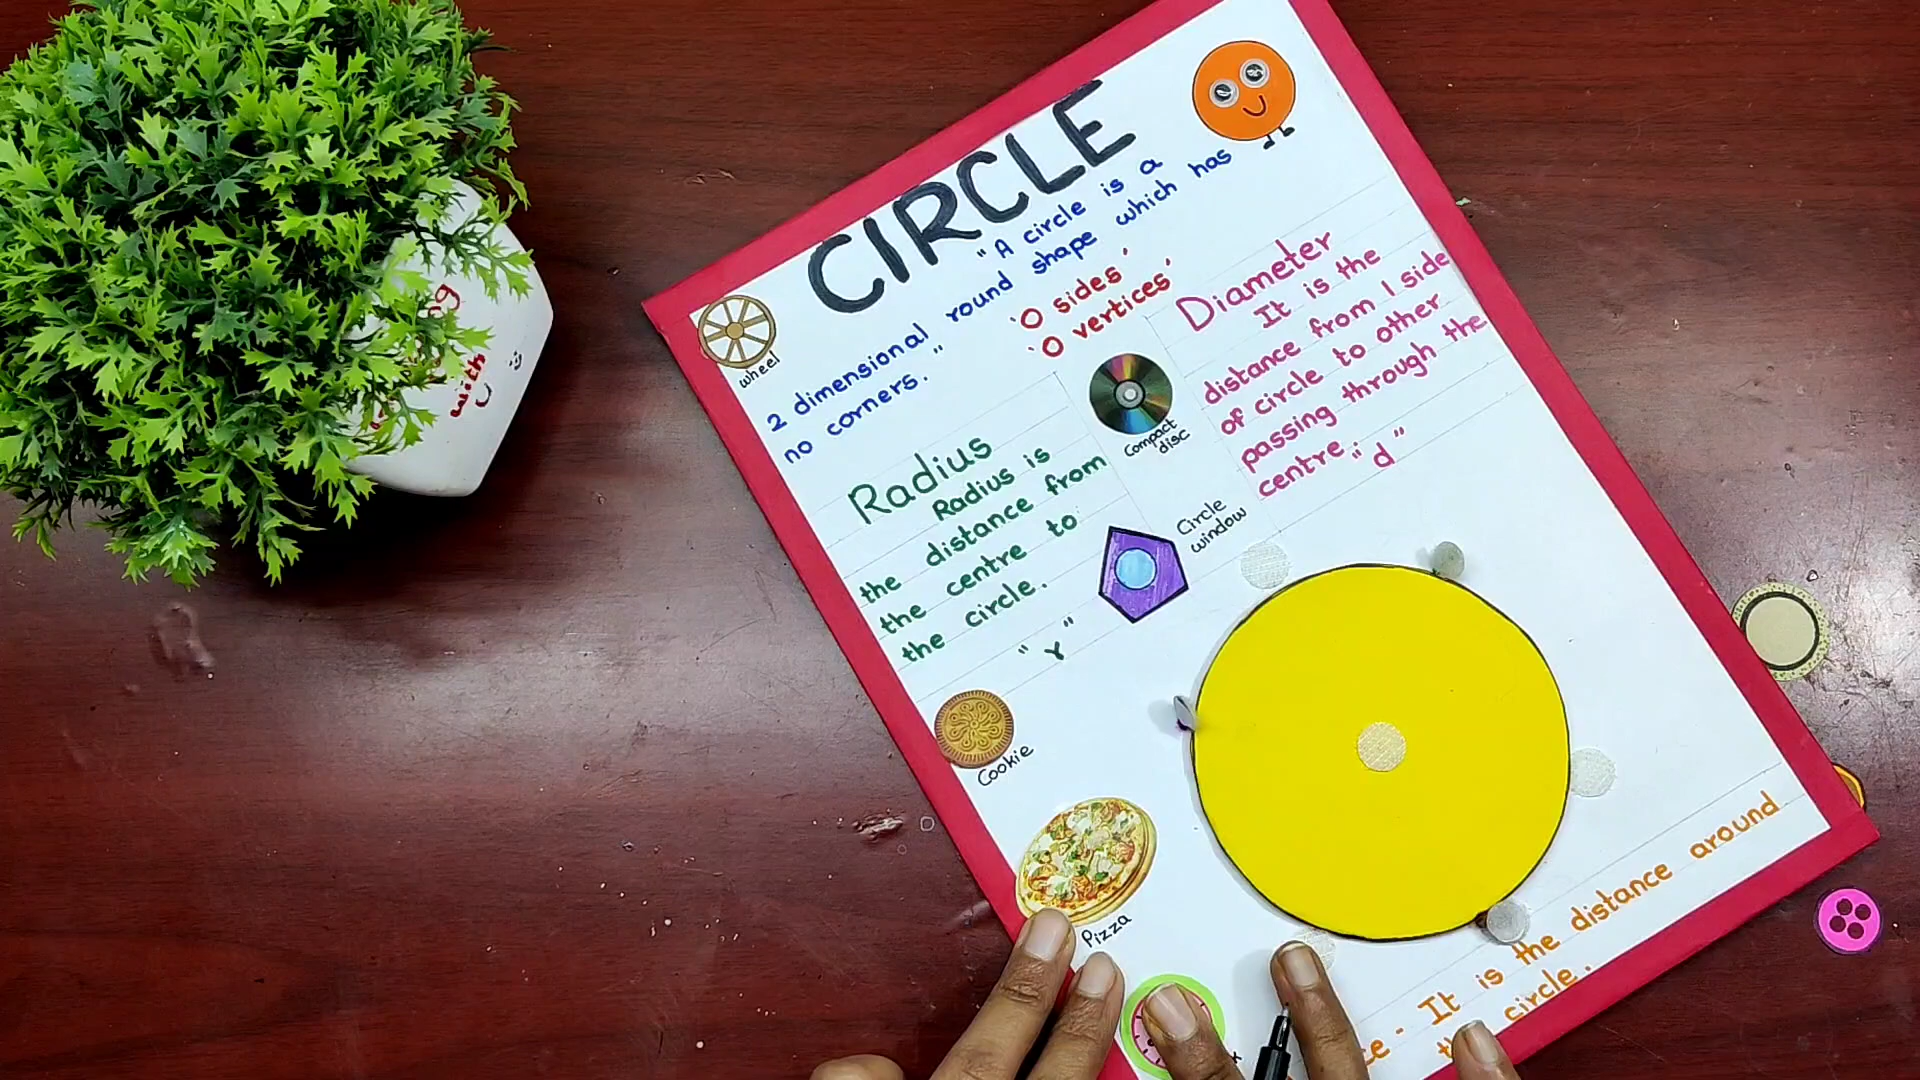 CIRCLE
"A circle is a
2 dimensional round shape which has
no corners."
'0 sides'
'0 vertices'
wheel
Compact
disc
Diameter
It is the
distance from 1 side
of circle to other
passing through the
centre "d"
Radius
Radius is
the distance from
the centre to
the circle.
"r"
Circle
window
Cookie
Pizza
- It is the distance around
circle.
with